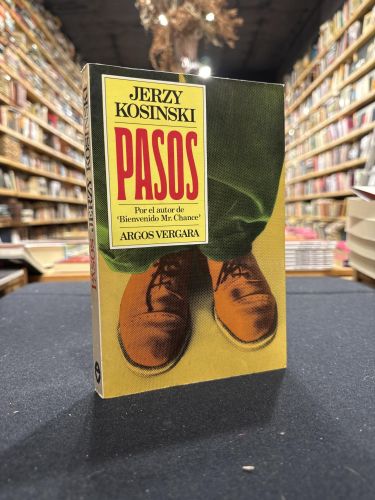 JERZY
KOSINSKI
PASOS
Por el autor de
'Bienvenido Mr. Chance'
ARGOS VERGARA